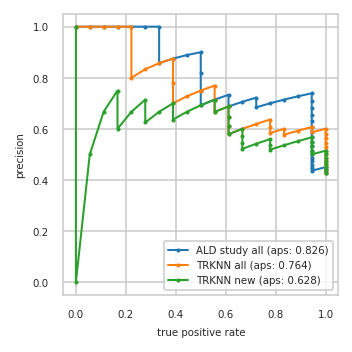 1.0
0.8
0.6
0.4
0.2
0.0
precision
0.0 0.2 0.4 0.6 0.8 1.0
true positive rate
ALD study all (aps: 0.826)
TRKNN all (aps: 0.764)
TRKNN new (aps: 0.628)